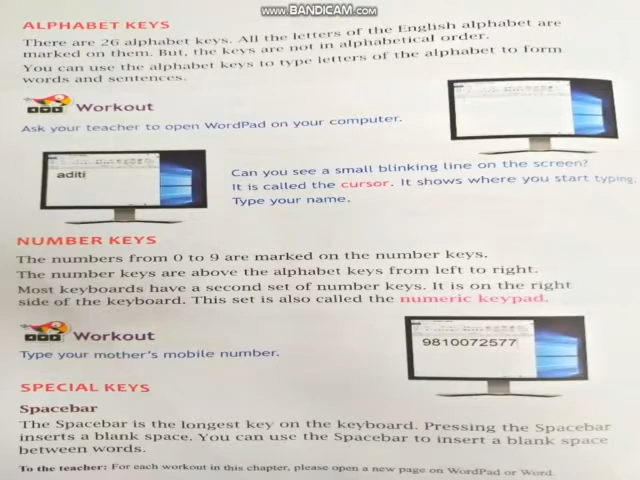 www.BANDICAM.com
ALPHABET KEYS
There are 26 alphabet keys. All the letters of the English alphabet are
marked on them. But, the keys are not in alphabetical order.
You can use the alphabet keys to type letters of the alphabet to form
words and sentences.
Workout
Ask your teacher to open WordPad on your computer.
aditi
Can you see a small blinking line on the screen?
It is called the cursor. It shows where you start typing.
Type your name.
NUMBER KEYS
The numbers from 0 to 9 are marked on the number keys.
The number keys are above the alphabet keys from left to right.
Most keyboards have a second set of number keys. It is on the right
side of the keyboard. This set is also called the numeric keypad.
Workout
Type your mother's mobile number.
9810072577
SPECIAL KEYS
Spacebar
The Spacebar is the longest key on the keyboard. Pressing the Spacebar
inserts a blank space. You can use the Spacebar to insert a blank space
between words.
To the teacher: For each workout in this chapter, please open a new page on WordPad or Word.